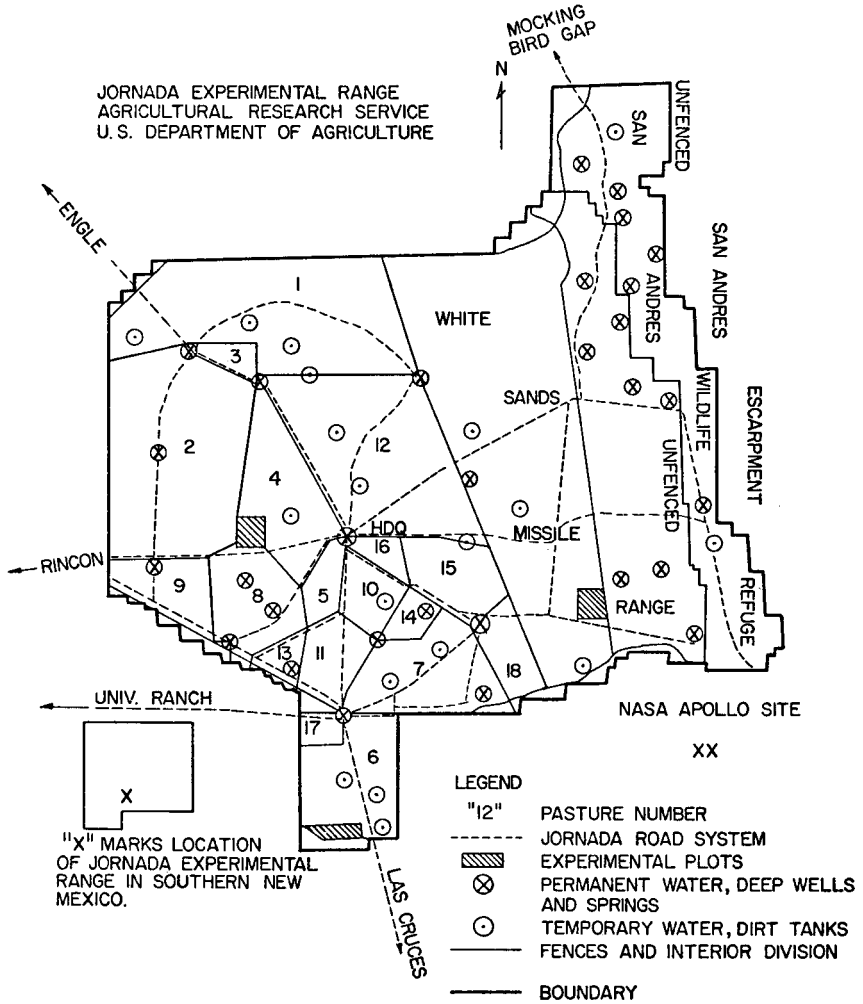 MOCKING
BIRD GAP
N
JORNADA EXPERIMENTAL RANGE
AGRICULTURAL RESEARCH SERVICE
U.S. DEPARTMENT OF AGRICULTURE
UNFENCED
SAN
ENGLE
SAN ANDRES
ANDRES
1
WHITE
3
SANDS
WILDLIFE
ESCARPMENT
2
12
4
UNFENCED
HDQ
MISSILE
16
RINCON
15
9
8
5
10
14
RANGE
REFUGE
13
11
7
18
UNIV. RANCH
NASA APOLLO SITE
XX
17
6
X
"X" MARKS LOCATION
OF JORNADA EXPERIMENTAL
RANGE IN SOUTHERN NEW
MEXICO.
LAS CRUCES
LEGEND
"12" PASTURE NUMBER
JORNADA ROAD SYSTEM
EXPERIMENTAL PLOTS
PERMANENT WATER, DEEP WELLS
AND SPRINGS
TEMPORARY WATER, DIRT TANKS
FENCES AND INTERIOR DIVISION
BOUNDARY